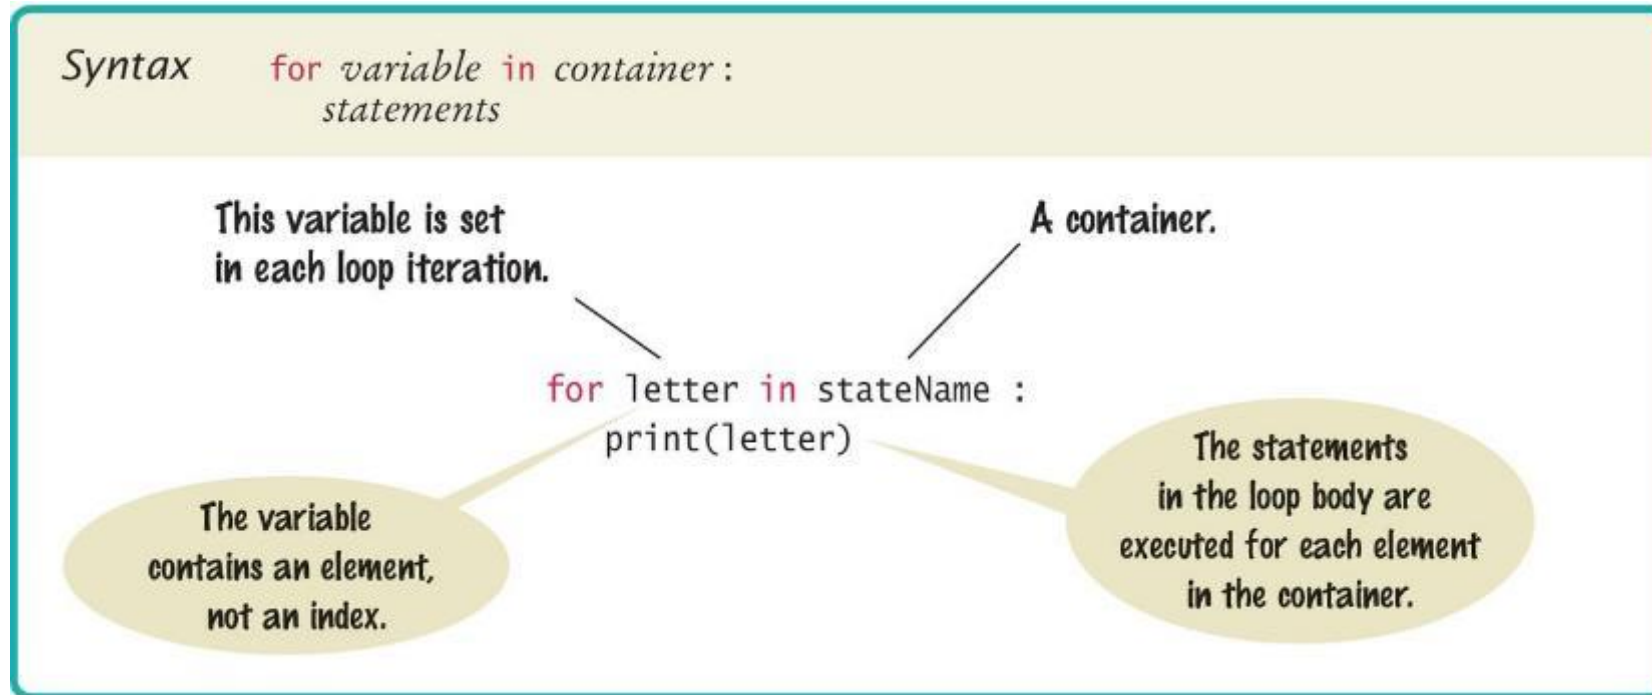 Syntax for variable in container:
statements
This variable is set
in each loop iteration.
A container.
for letter in stateName :
print(letter)
The variable
contains an element,
not an index.
The statements
in the loop body are
executed for each element
in the container.